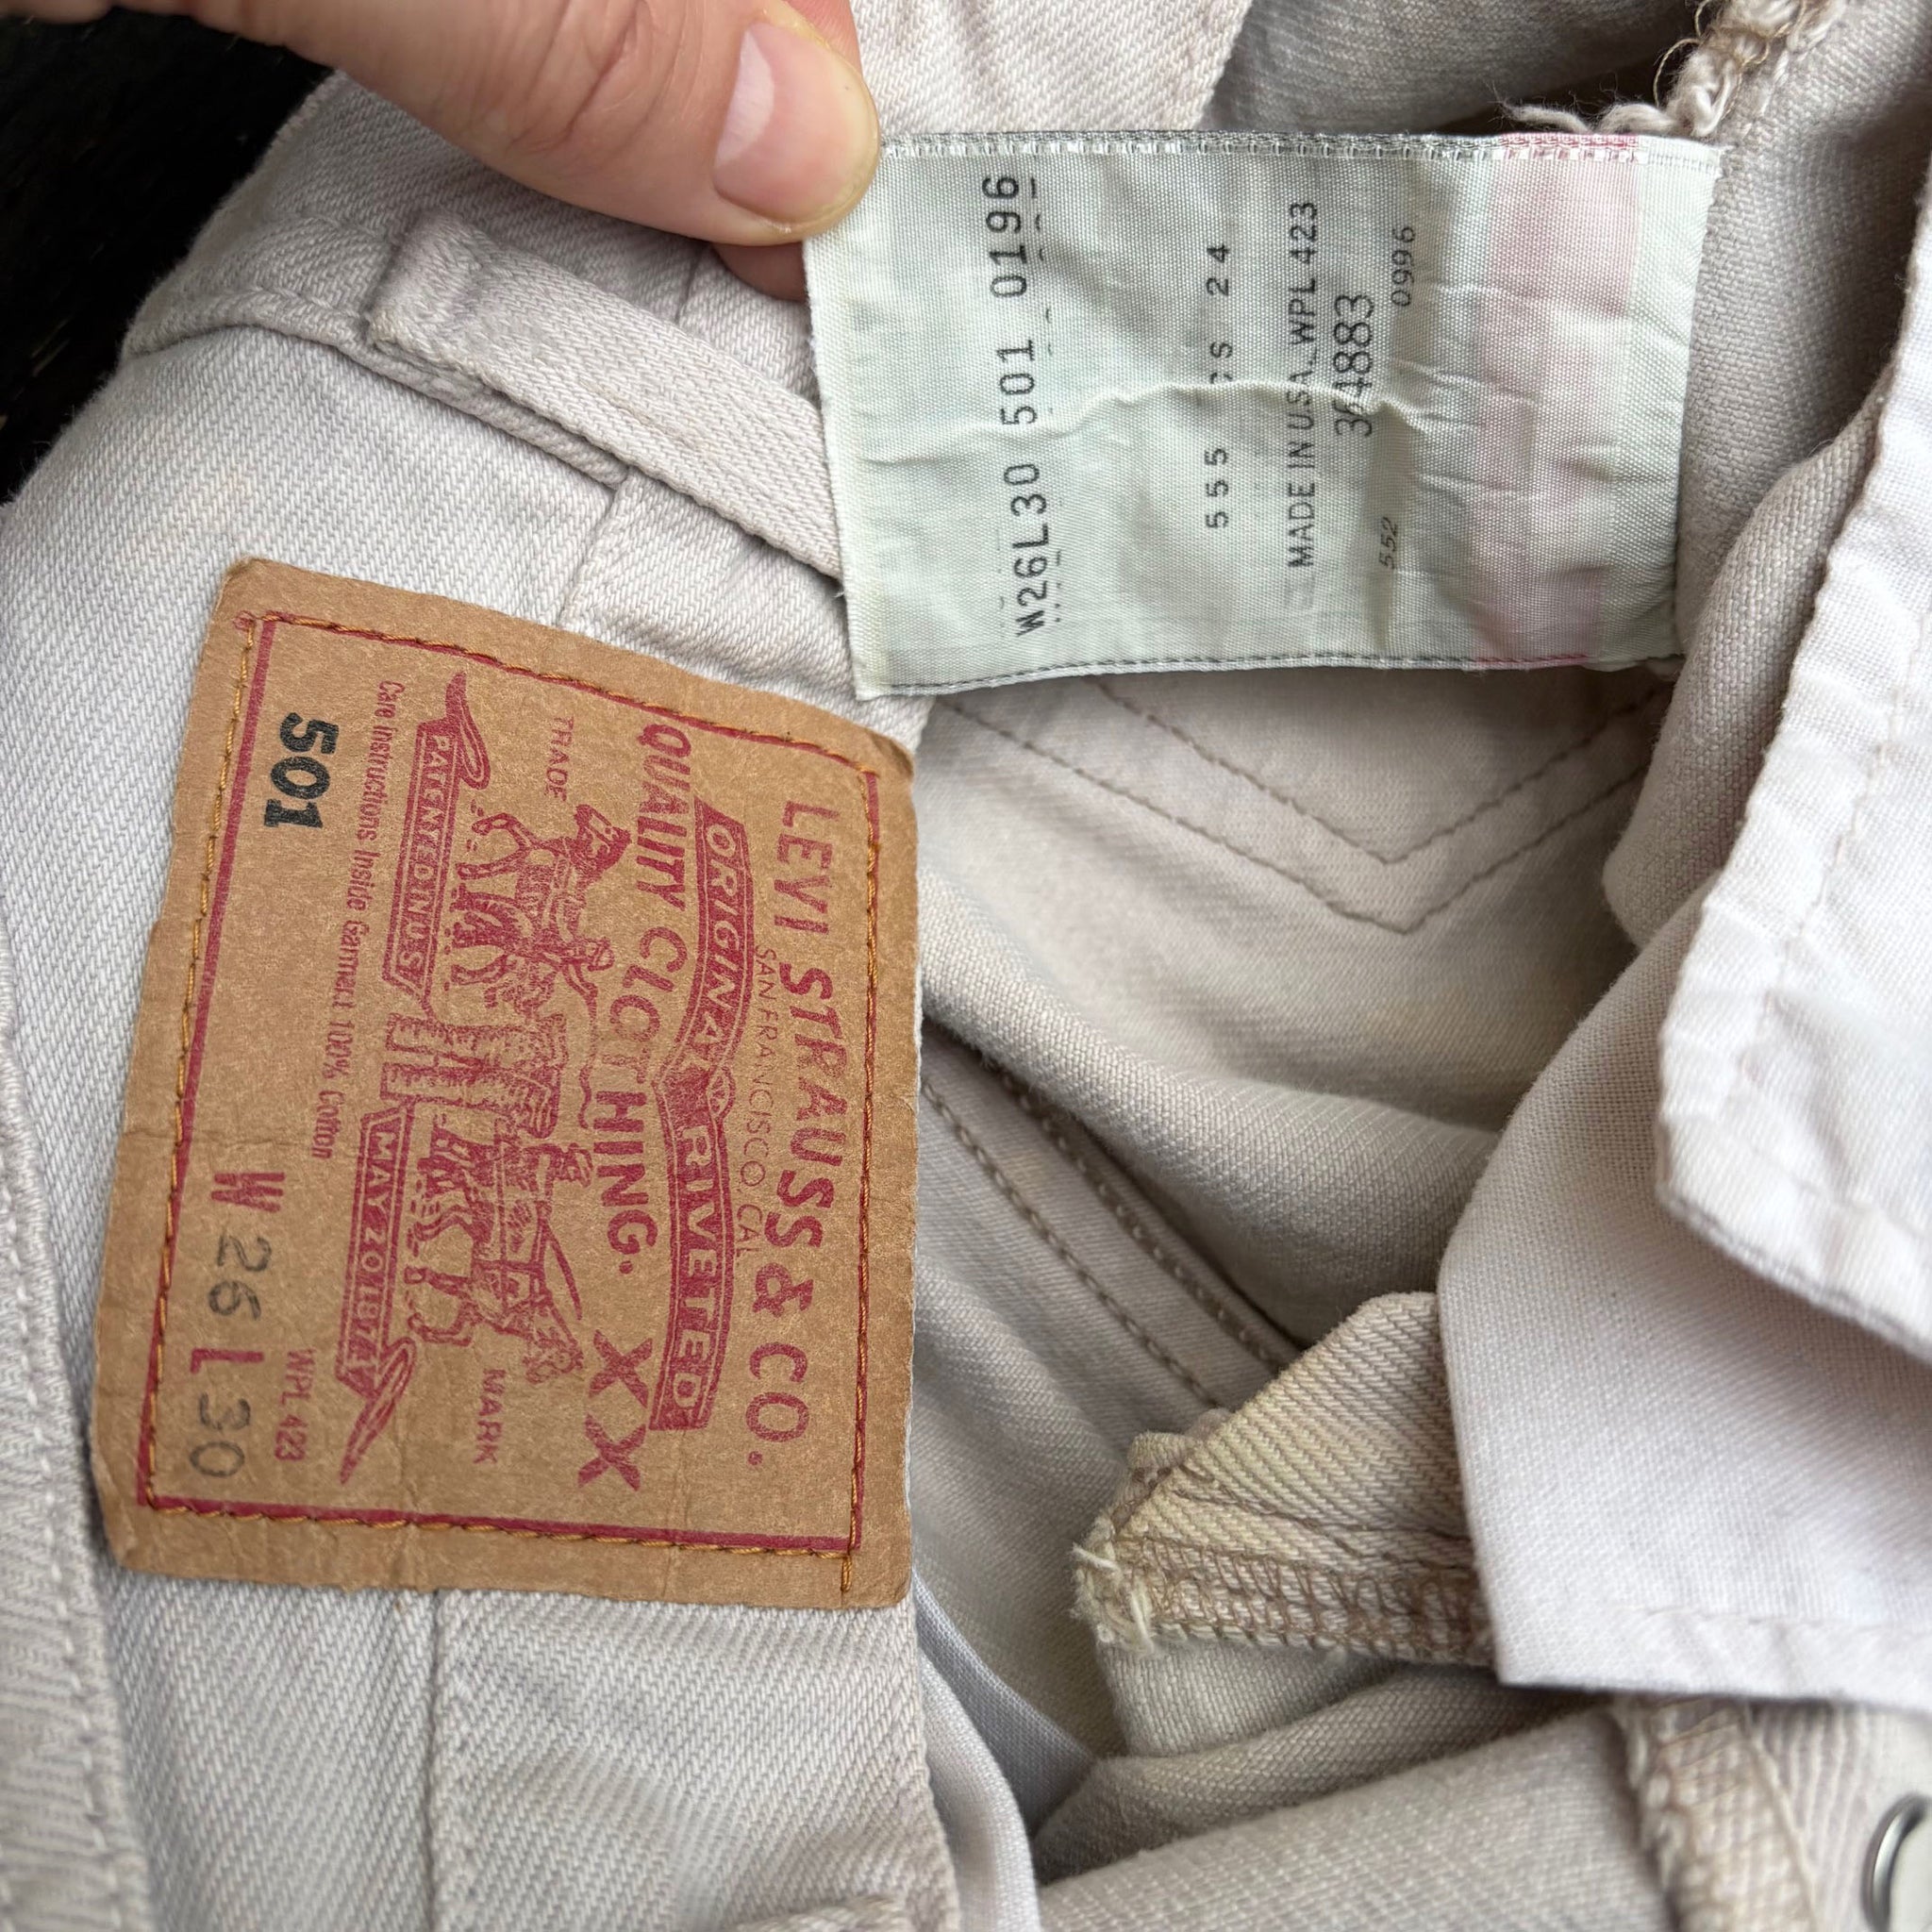 W26L30 501 0196
555 CS 24
MADE IN U.S.A. WPL 423
364883
552 0996
LEVI STRAUSS & CO.
SAN FRANCISCO CAL
ORIGINAL RIVETED
QUALITY CLOTHING. XX
TRADE MARK
PATENTED IN U.S. MAY 20 1873
Care Instructions Inside Garment 100% Cotton
WPL 423
501 W 26 L 30